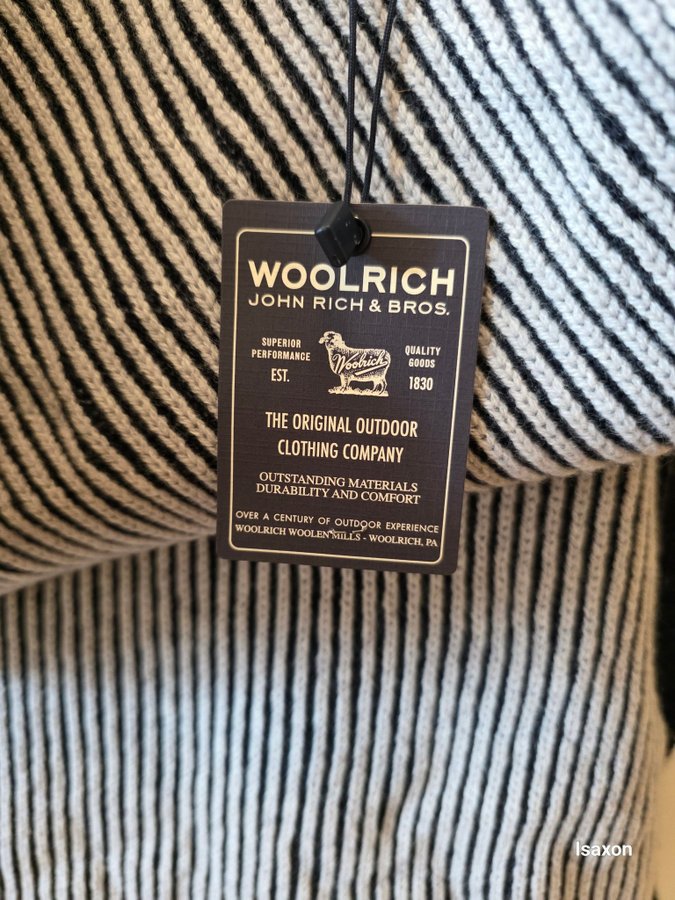 WOOLRICH
JOHN RICH & BROS.
SUPERIOR
PERFORMANCE
EST.
Woolrich
QUALITY
GOODS
1830
THE ORIGINAL OUTDOOR
CLOTHING COMPANY
OUTSTANDING MATERIALS
DURABILITY AND COMFORT
OVER A CENTURY OF OUTDOOR EXPERIENCE
WOOLRICH WOOLEN MILLS - WOOLRICH, PA
Isaxon